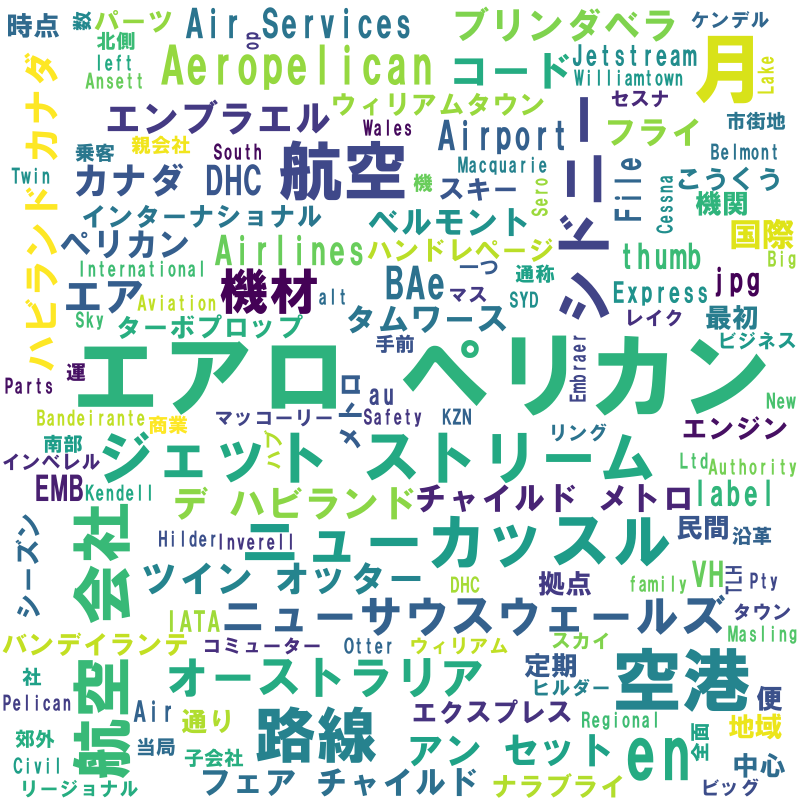 時点
数
パーツ
Air Services
ブリンダベラ
ケンデル
北側
left
Ansett
op
Aeropelican
コード
Jetstream
Williamtown
月
Lake
ハビランド カナダ
エンブラエル
ウィリアムタウン
セスナ
市街地
Wales
Airport
シドニー
フライ
乗客
親会社
South
Macquarie
Belmont
Twin
カナダ
DHC
航空
機
スキー
Sero
File
Cessna
こうくう
機関
インターナショナル
ベルモント
国際
ペリカン
Airlines
ハンドレページ
thumb
Big
International
一つ
通称
jpg
エア
Aviation
機材
alt
BAe
マス
SYD
Express
Sky
ターボプロップ
タムワース
レイク
最初
手前
Embraer
ビジネス
エアロ ペリカン
Parts
運
メトロ
au
New
Bandeirante
商業
マッコーリー
Safety
KZN
エンジン
南部
ハブ
リング
インベレル
ジェット ストリーム
Ltd
Authority
EMB
Kendell
デ ハビランド
チャイルド メトロ
label
シーズン
会社
Hilder
Inverell
ニューカッスル
民間
沿革
ツイン オッター
DHC
拠点
family
VH
TLH
Pty
IATA
ニューサウスウェールズ
タウン
Masling
バンデイランテ
コミューター
Otter
ウィリアム
スカイ
社
航空
オーストラリア
定期
ヒルダー
空港
便
Pelican
Air
通り
路線
エクスプレス
Regional
地域
郊外
当局
子会社
アン セット
en
全面
中心
Civil
リージョナル
フェア チャイルド
ナラブライ
ビッグ